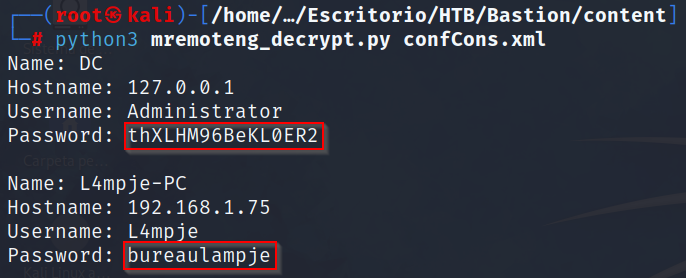 ┌──(root㉿kali)-[/home/…/Escritorio/HTB/Bastion/content]
└─# python3 mremoteng_decrypt.py confCons.xml
Name: DC
Hostname: 127.0.0.1
Username: Administrator
Password: thXLHM96BeKL0ER2
Name: L4mpje-PC
Hostname: 192.168.1.75
Username: L4mpje
Password: bureaulampje